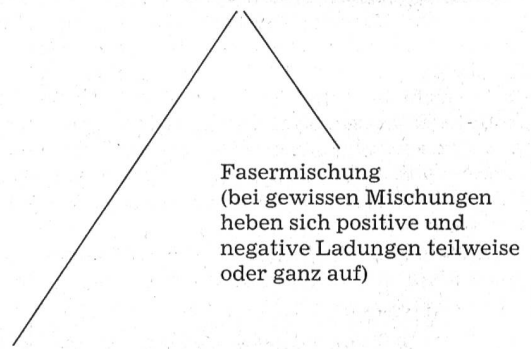 Fasermischung
(bei gewissen Mischungen
heben sich positive und
negative Ladungen teilweise
oder ganz auf)